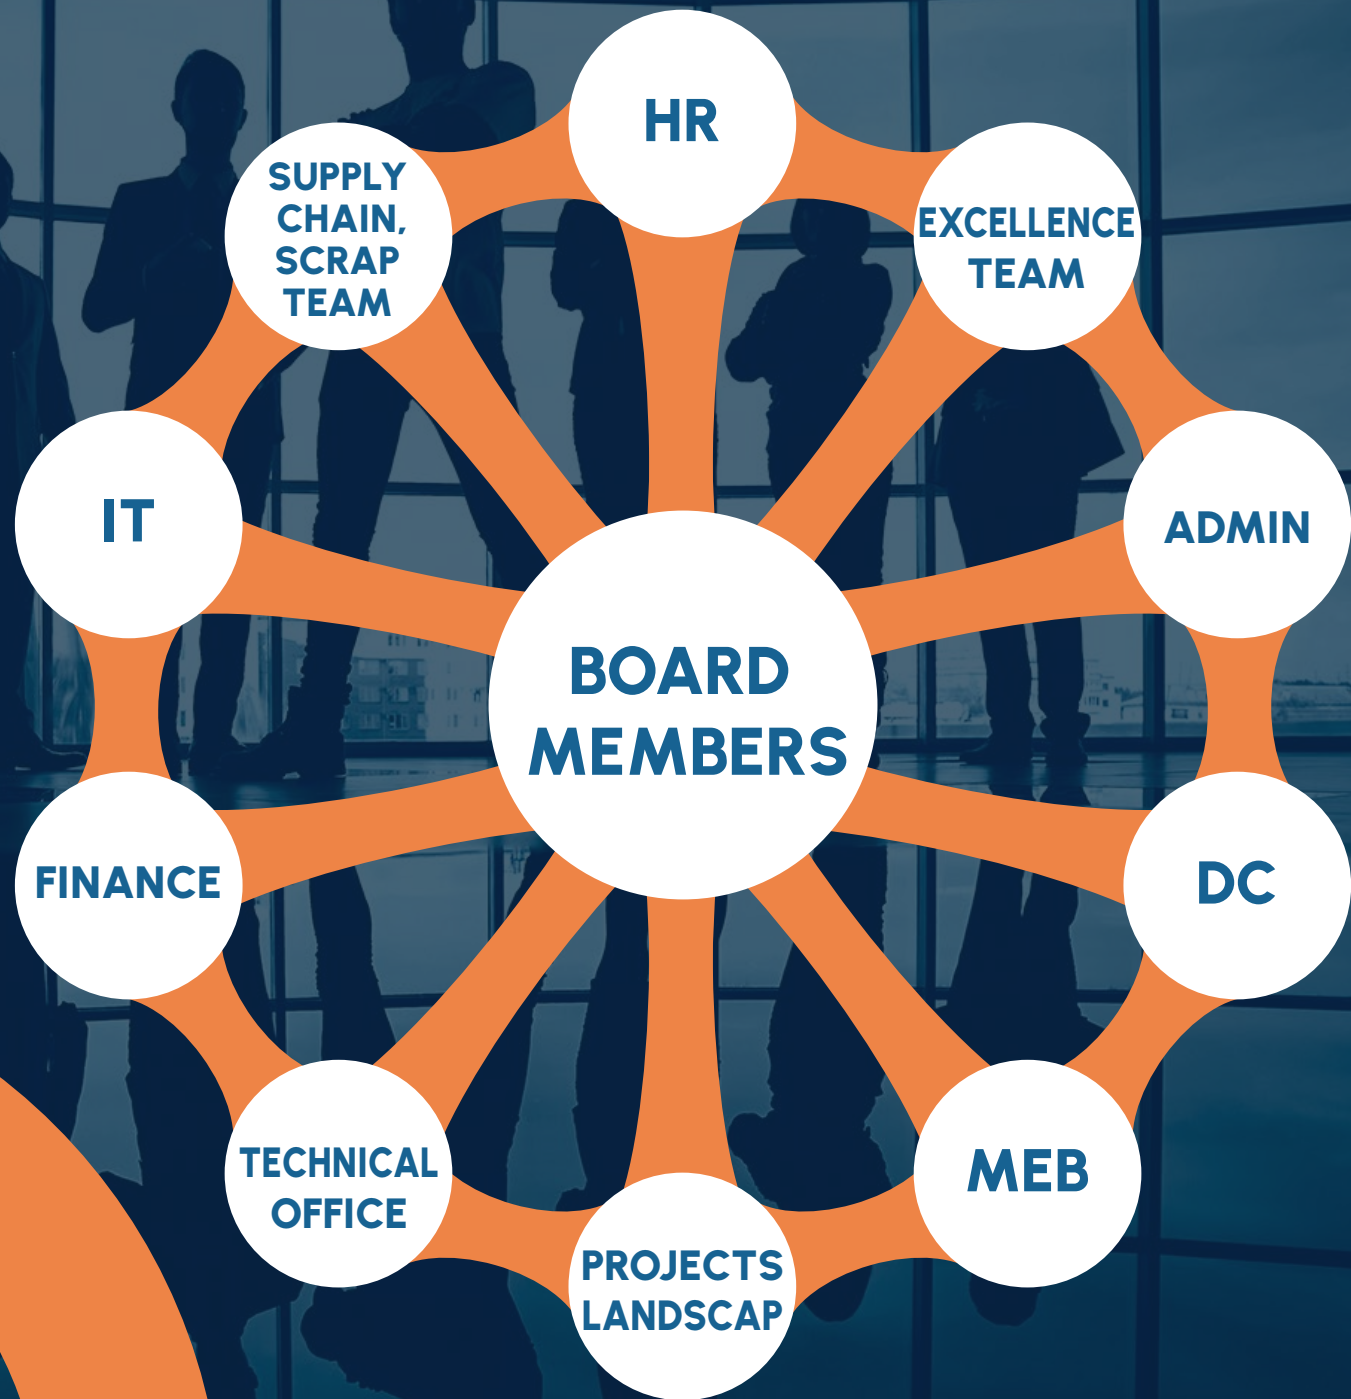 HR
SUPPLY
CHAIN,
SCRAP
TEAM
EXCELLENCE
TEAM
IT
ADMIN
BOARD
MEMBERS
FINANCE
DC
TECHNICAL
OFFICE
MEB
PROJECTS
LANDSCAP